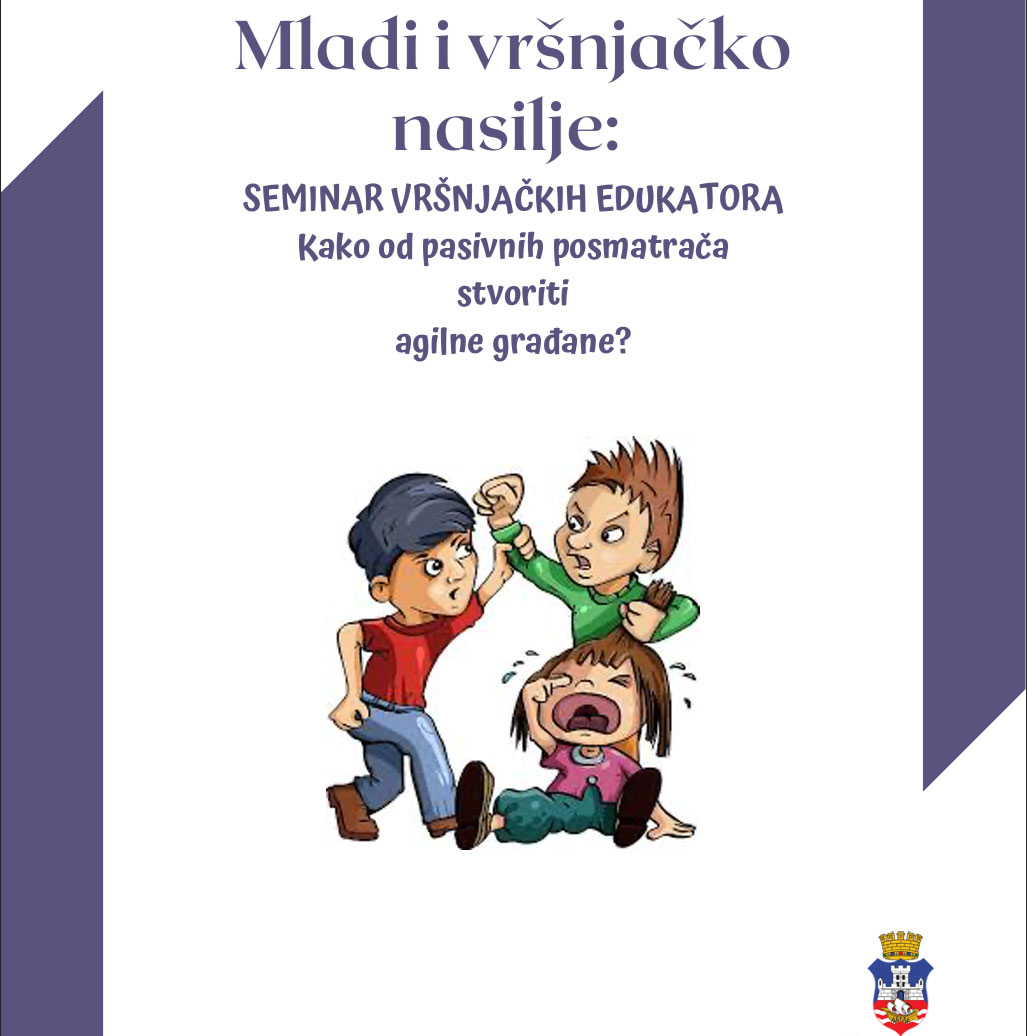 Mladi i vršnjačko
nasilje:
SEMINAR VRŠNJAČKIH EDUKATORA
Kako od pasivnih posmatrača
stvoriti
agilne građane?